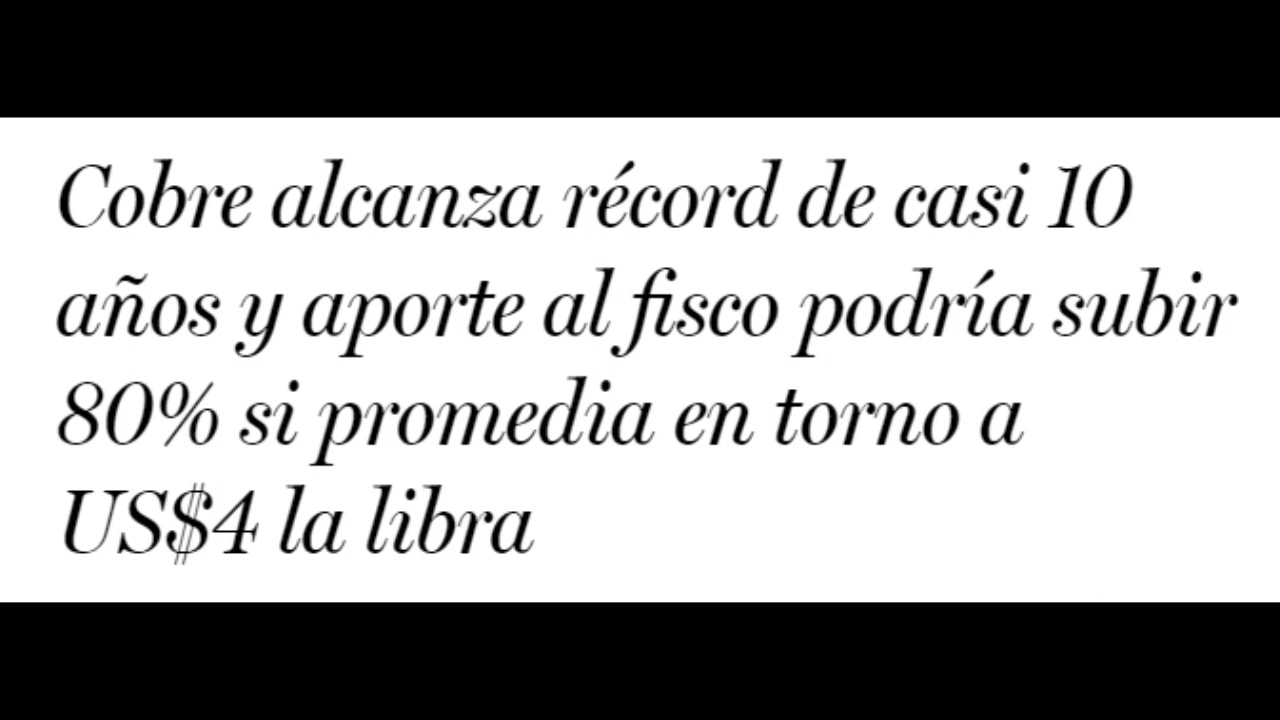 Cobre alcanza récord de casi 10
años y aporte al fisco podría subir
80% si promedia en torno a
US$4 la libra